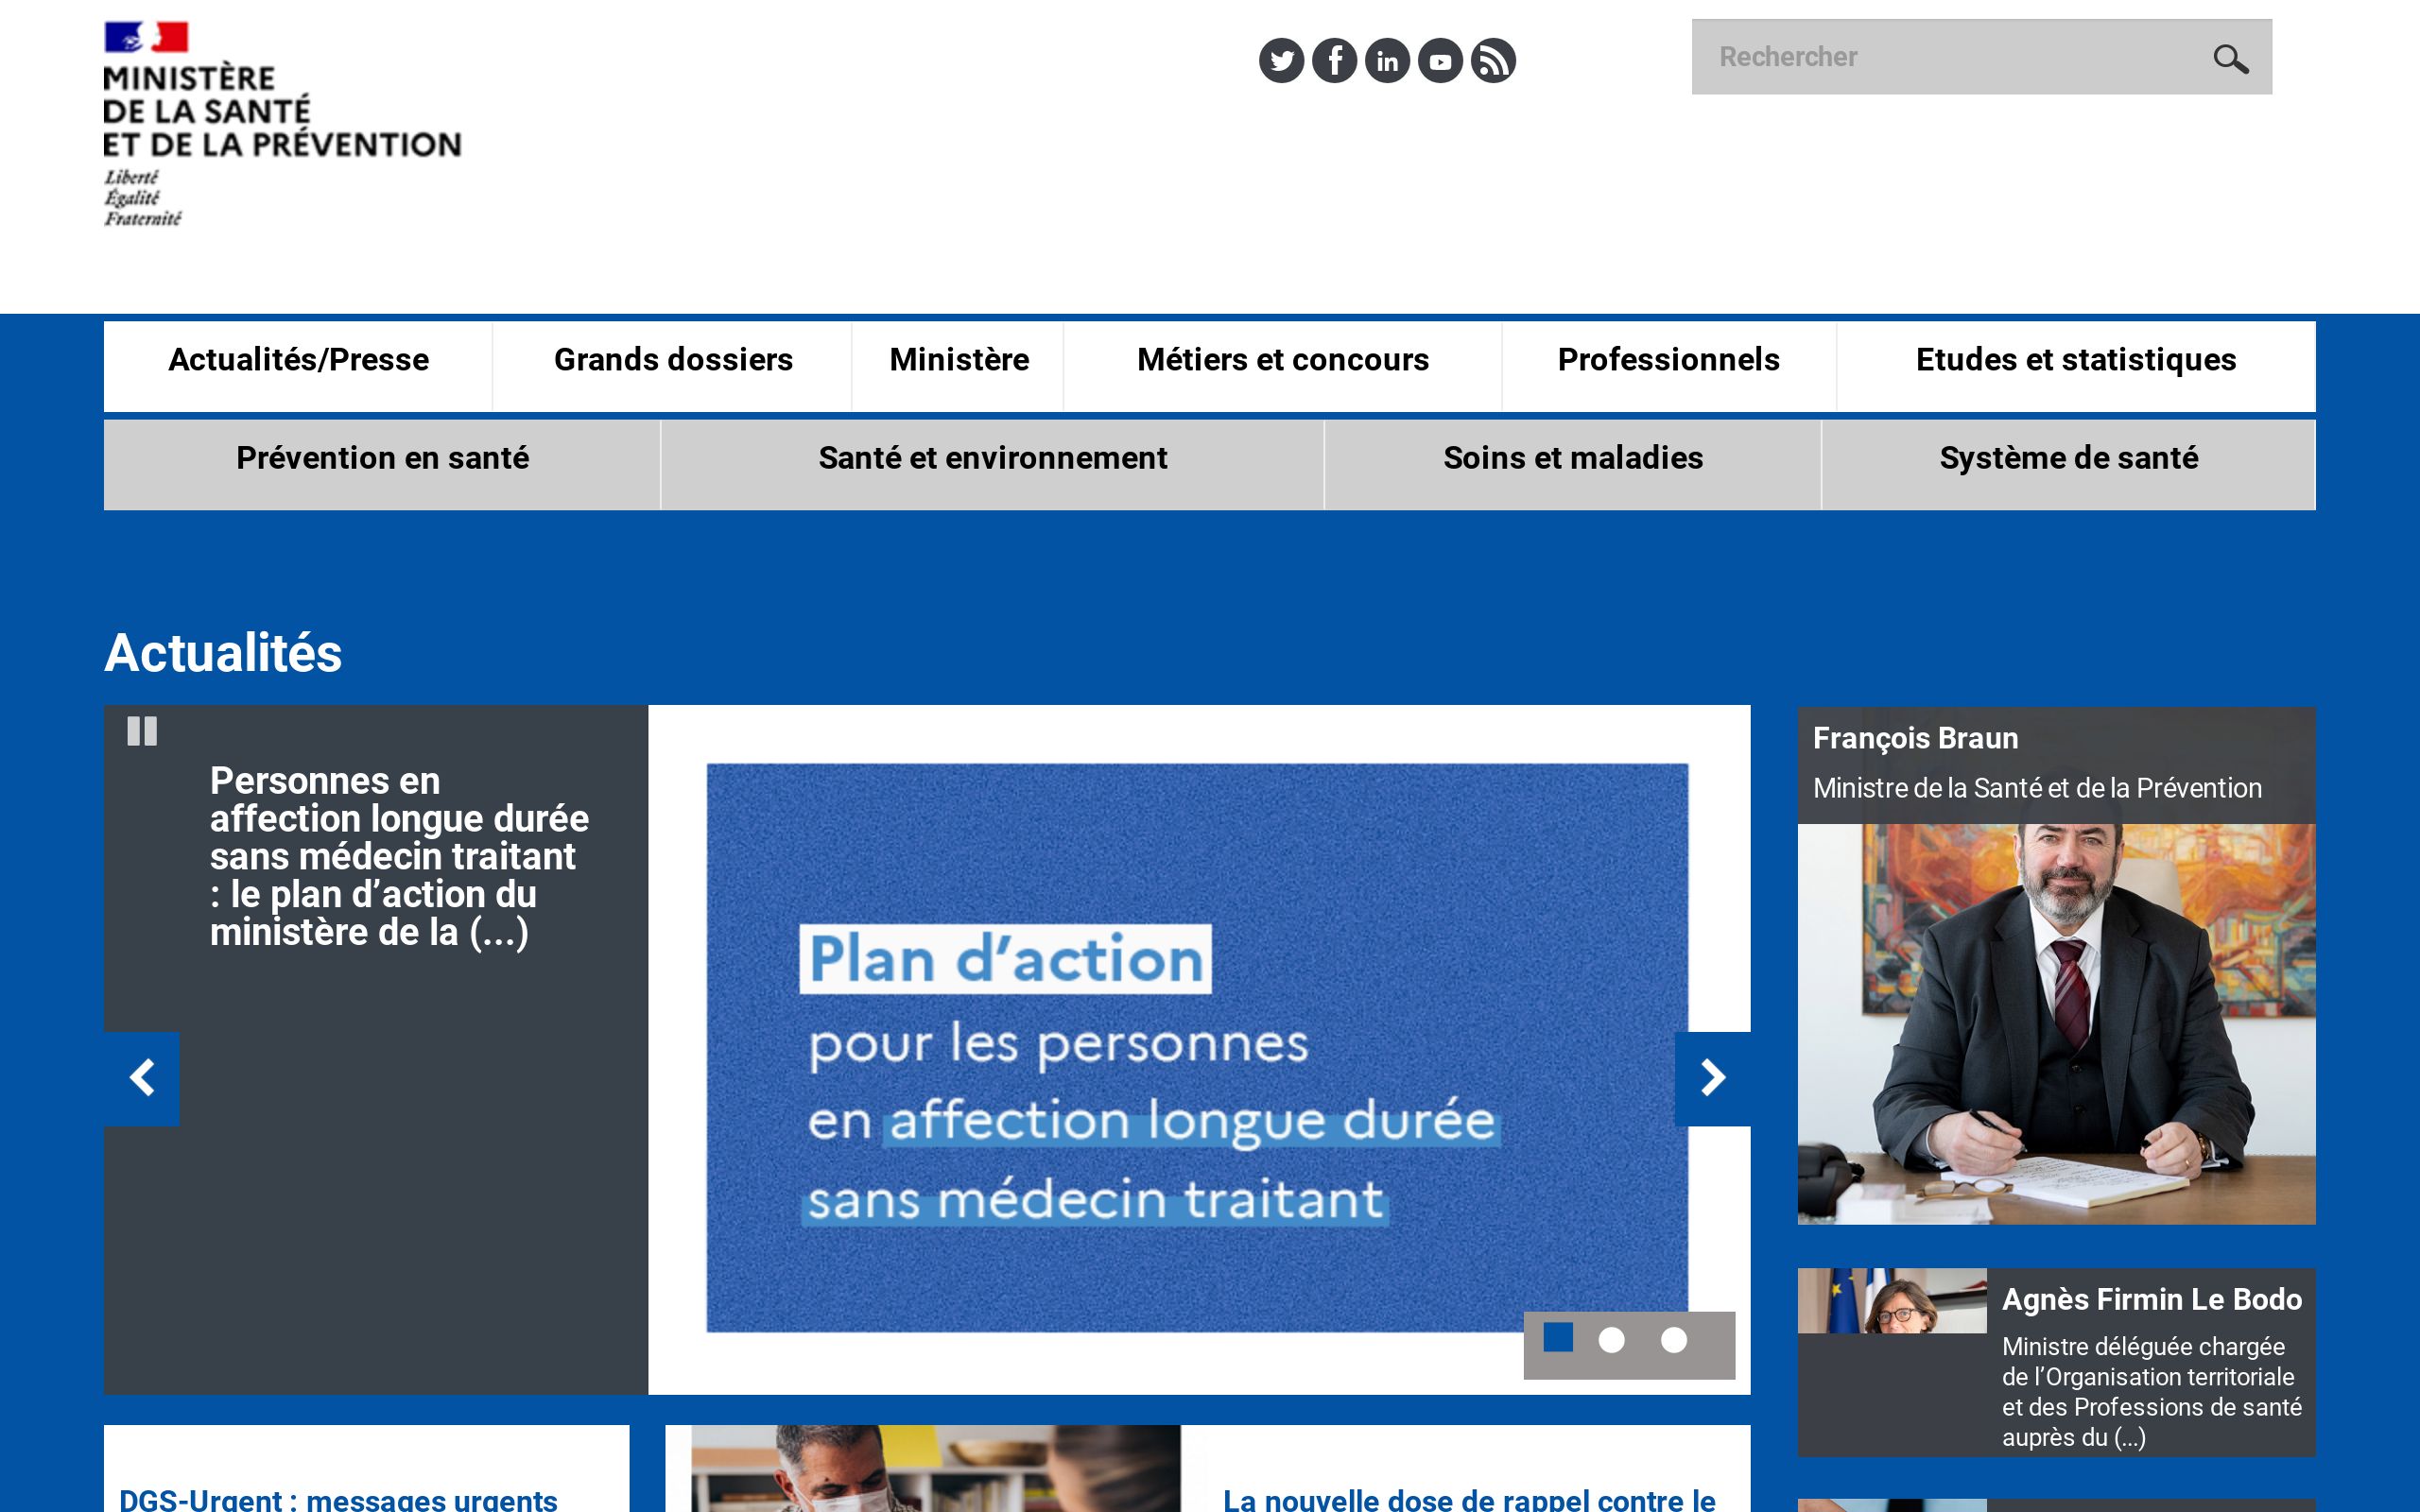 MINISTÈRE
DE LA SANTÉ
ET DE LA PRÉVENTION
Liberté
Égalité
Fraternité
Rechercher
Actualités/Presse
Grands dossiers
Ministère
Métiers et concours
Professionnels
Etudes et statistiques
Prévention en santé
Santé et environnement
Soins et maladies
Système de santé
Actualités
Personnes en
affection longue durée
sans médecin traitant
: le plan d’action du
ministère de la (...)
Plan d’action
pour les personnes
en affection longue durée
sans médecin traitant
François Braun
Ministre de la Santé et de la Prévention
Agnès Firmin Le Bodo
Ministre déléguée chargée
de l’Organisation territoriale
et des Professions de santé
auprès du (...)
DGS-Urgent : messages urgents
La nouvelle dose de rappel contre le